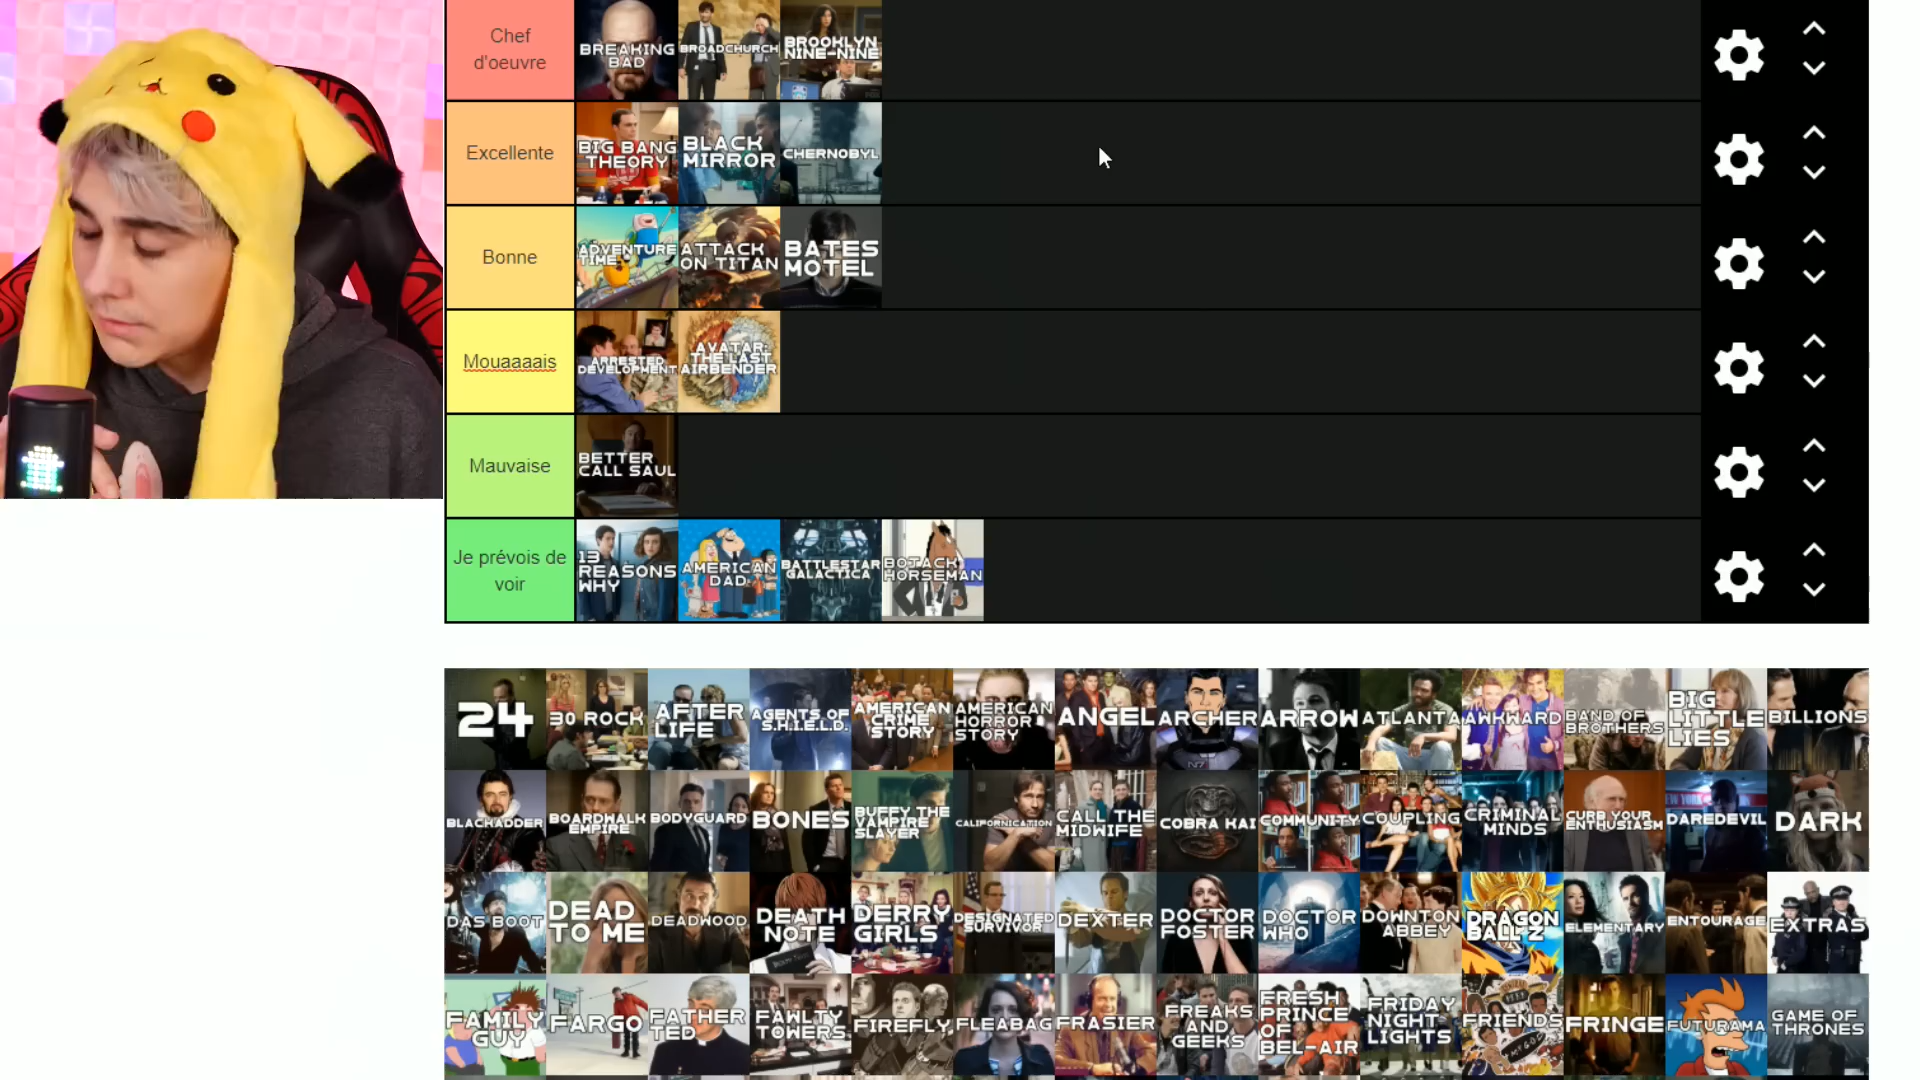 Chef
d'oeuvre
BREAKING
BAD
BROADCHURCH
BROOKLYN
NINE-NINE
Excellente
BIG BANG
THEORY
BLACK
MIRROR
CHERNOBYL
Bonne
ADVENTURE
TIME
ATTACK
ON TITAN
BATES
MOTEL
Mouaaaais
ARRESTED
DEVELOPMENT
AVATAR:
THE LAST
AIRBENDER
Mauvaise
BETTER
CALL SAUL
Je prévois de
voir
13
REASONS
WHY
AMERICAN
DAD
BATTLESTAR
GALACTICA
BOJACK
HORSEMAN
24
30 ROCK
AFTER
LIFE
AGENTS OF
S.H.I.E.L.D.
AMERICAN
CRIME
STORY
AMERICAN
HORROR
STORY
ANGEL
ARCHER
ARROW
ATLANTA
AWKWARD
BAND OF
BROTHERS
BIG
LITTLE
LIES
BILLIONS
BLACKADDER
BOARDWALK
EMPIRE
BODYGUARD
BONES
BUFFY THE
VAMPIRE
SLAYER
CALIFORNICATION
CALL THE
MIDWIFE
COBRA KAI
COMMUNITY
COUPLING
CRIMINAL
MINDS
CURB YOUR
ENTHUSIASM
DAREDEVIL
DARK
DAS BOOT
DEAD
TO ME
DEADWOOD
DEATH
NOTE
DERRY
GIRLS
DESIGNATED
SURVIVOR
DEXTER
DOCTOR
FOSTER
DOCTOR
WHO
DOWNTON
ABBEY
DRAGON
BALL Z
ELEMENTARY
ENTOURAGE
EXTRAS
FAMILY
GUY
FARGO
FATHER
TED
FAWLTY
TOWERS
FIREFLY
FLEABAG
FRASIER
FREAKS
AND
GEEKS
FRESH
PRINCE
OF
BEL-AIR
FRIDAY
NIGHT
LIGHTS
FRIENDS
FRINGE
FUTURAMA
GAME OF
THRONES